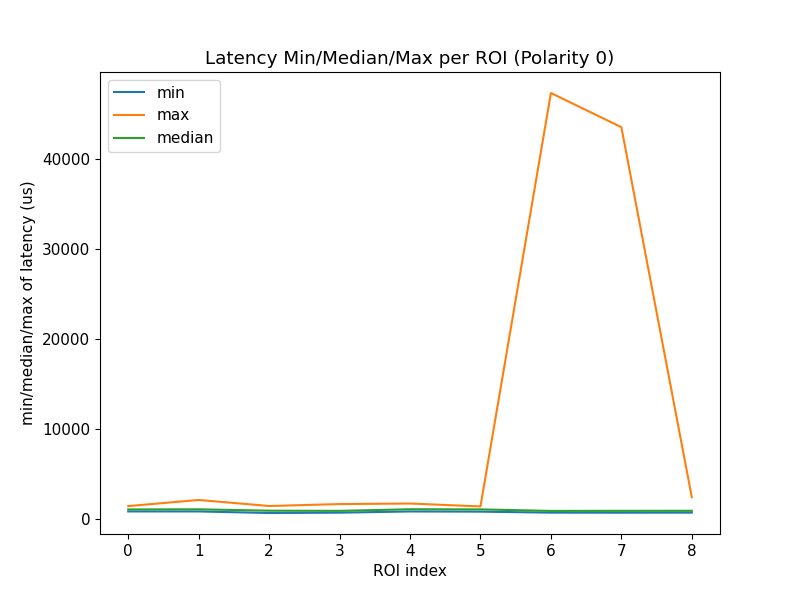 Latency Min/Median/Max per ROI (Polarity 0)
min
max
median
min/median/max of latency (us)
40000
30000
20000
10000
0
0 1 2 3 4 5 6 7 8
ROI index